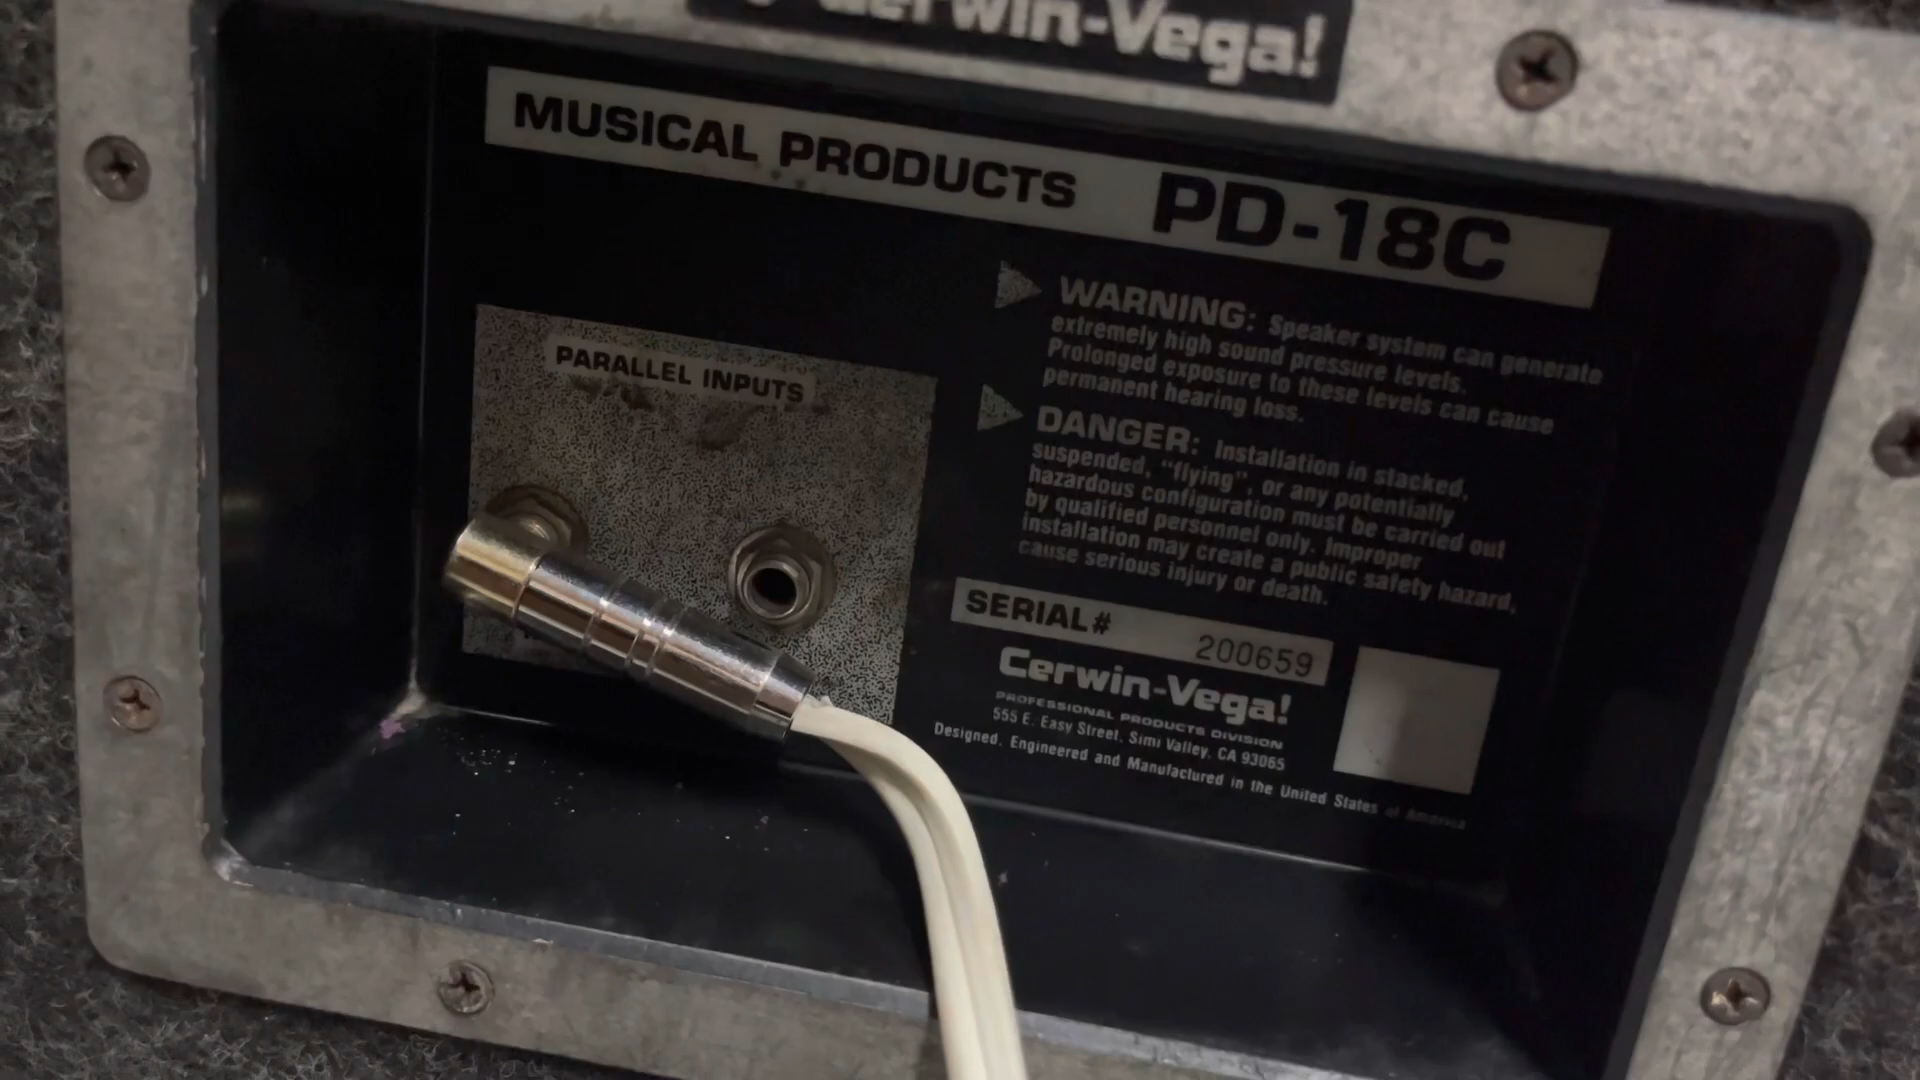 Cerwin-Vega!
MUSICAL PRODUCTS PD-18C
PARALLEL INPUTS
WARNING: Speaker system can generate
extremely high sound pressure levels.
Prolonged exposure to these levels can cause
permanent hearing loss.
DANGER: Installation in stacked,
suspended, "flying", or any potentially
hazardous configuration must be carried out
by qualified personnel only. Improper
installation may create a public safety hazard,
cause serious injury or death.
SERIAL# 200659
Cerwin-Vega!
PROFESSIONAL PRODUCTS DIVISION
555 E. Easy Street, Simi Valley, CA 93065
Designed, Engineered and Manufactured in the United States of America